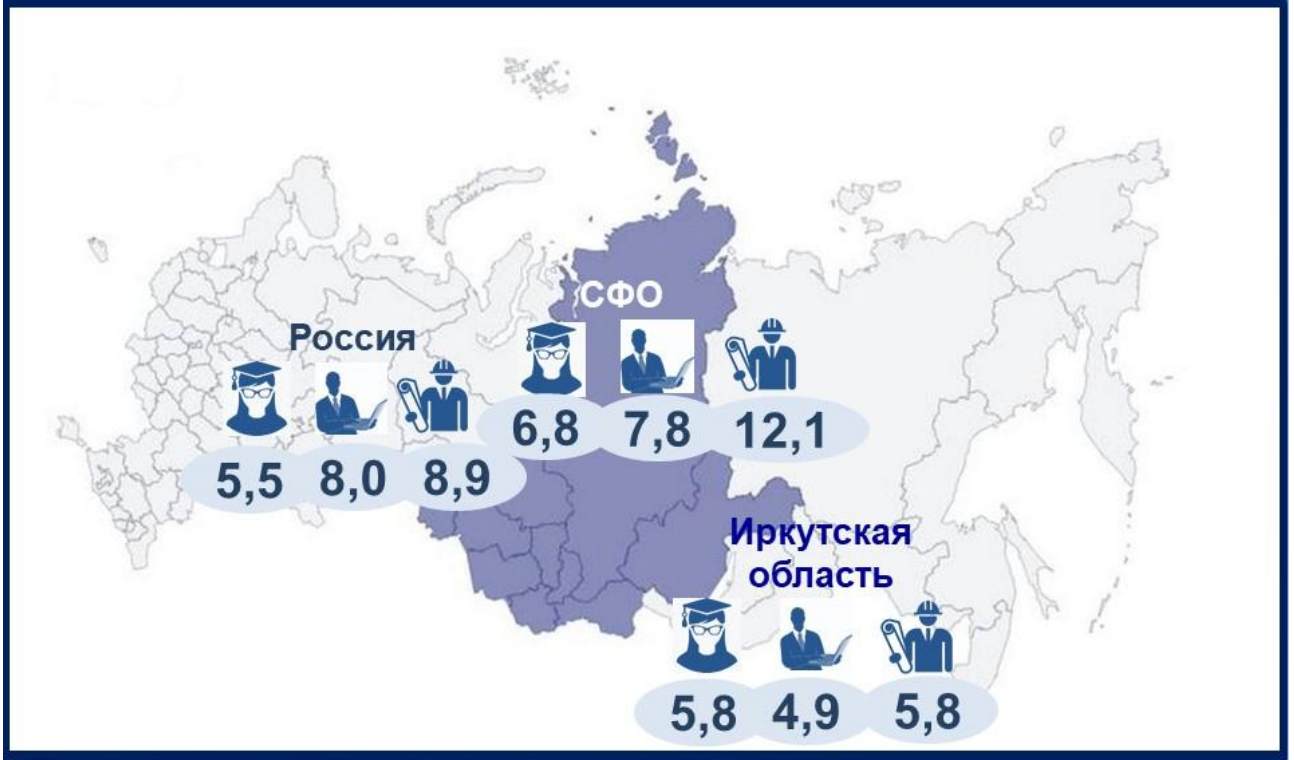 СФО
Россия
6,8 7,8 12,1
5,5 8,0 8,9
Иркутская
область
5,8 4,9 5,8